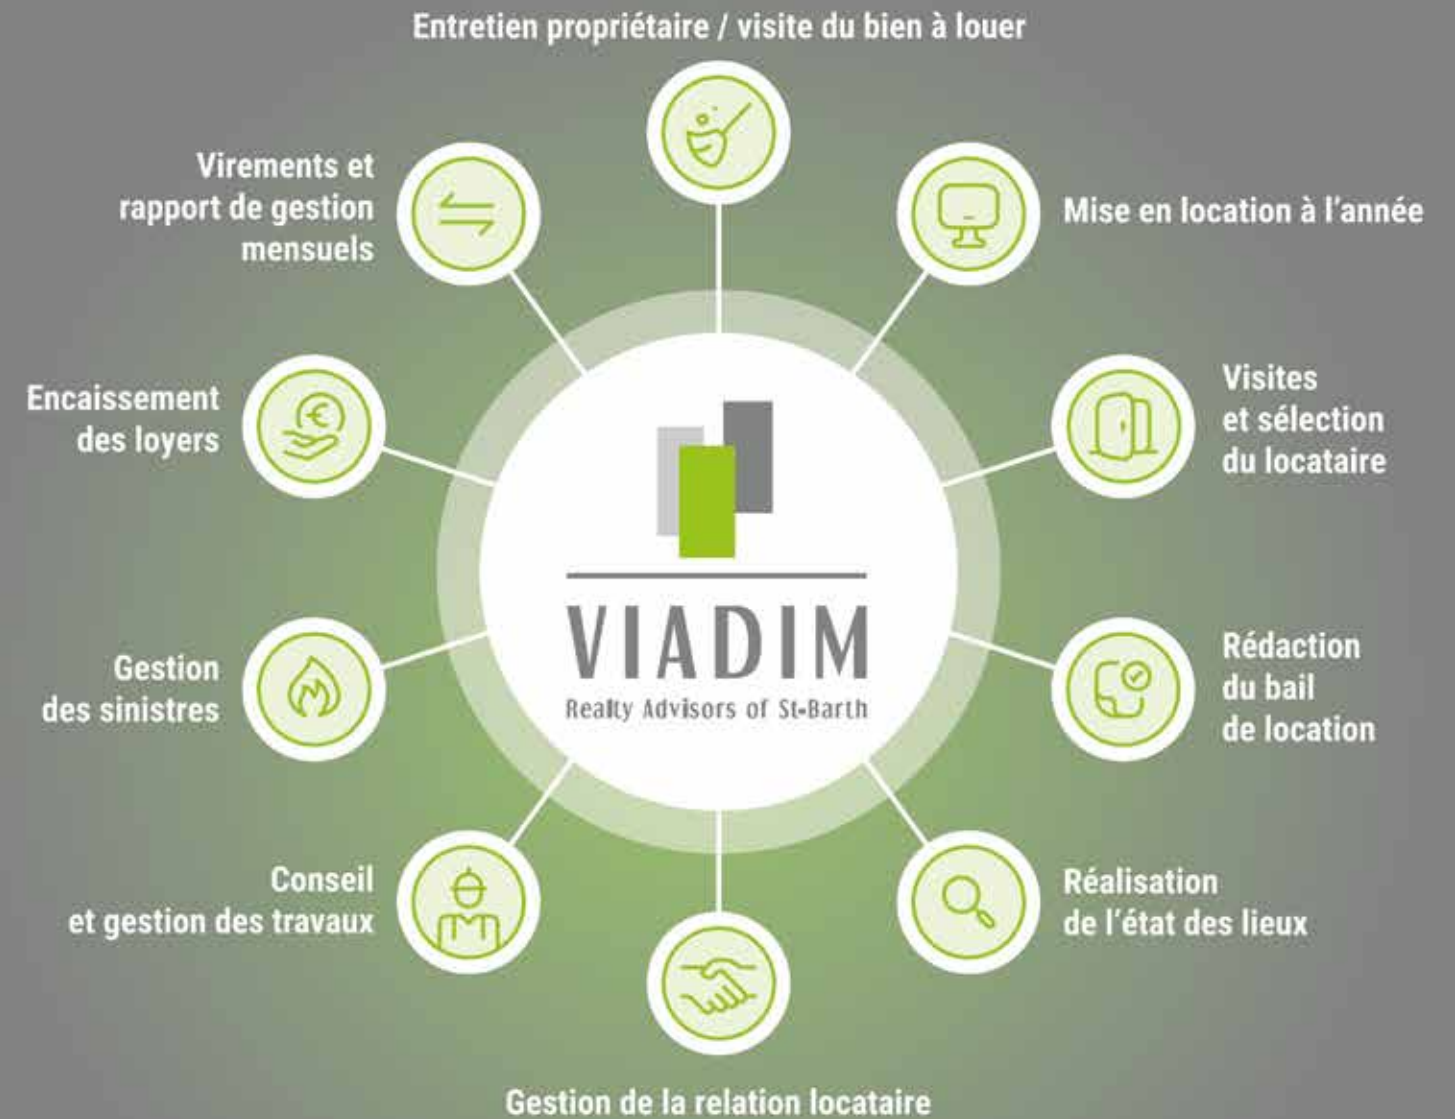 Entretien propriétaire / visite du bien à louer
Mise en location à l'année
Visites
et sélection
du locataire
Rédaction
du bail
de location
Réalisation
de l'état des lieux
Gestion de la relation locataire
Conseil
et gestion des travaux
Gestion
des sinistres
Encaissement
des loyers
€
Virements et
rapport de gestion
mensuels
VIADIM
Realty Advisors of St-Barth